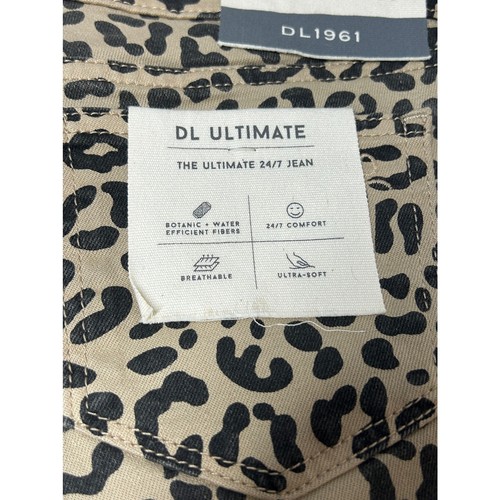 DL1961
DL ULTIMATE
THE ULTIMATE 24/7 JEAN
BOTANIC + WATER
EFFICIENT FIBERS
24/7 COMFORT
BREATHABLE
ULTRA-SOFT